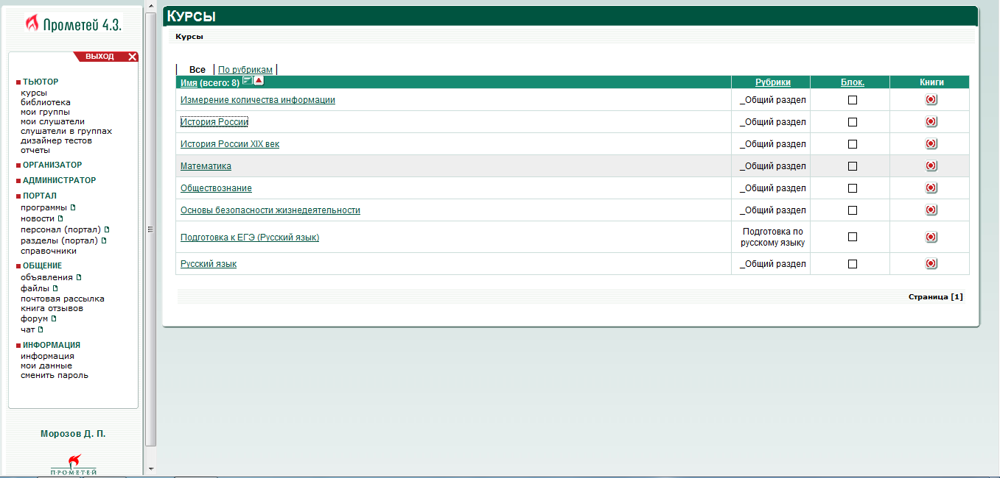 Прометей 4.3.
ВЫХОД
ТЬЮТОР
курсы
библиотека
мои группы
мои слушатели
слушатели в группах
дизайнер тестов
отчеты
ОРГАНИЗАТОР
АДМИНИСТРАТОР
ПОРТАЛ
программы
новости
персонал (портал)
разделы (портал)
справочники
ОБЩЕНИЕ
объявления
файлы
почтовая рассылка
книга отзывов
форум
чат
ИНФОРМАЦИЯ
информация
мои данные
сменить пароль
Морозов Д. П.
ПРОМЕТЕЙ
КУРСЫ
Курсы
Все По рубрикам
Имя (всего: 8) Рубрики Блок. Книги
Измерение количества информации _Общий раздел
История России _Общий раздел
История России XIX век _Общий раздел
Математика _Общий раздел
Обществознание _Общий раздел
Основы безопасности жизнедеятельности _Общий раздел
Подготовка к ЕГЭ (Русский язык) Подготовка по
русскому языку
Русский язык _Общий раздел
Страница [1]